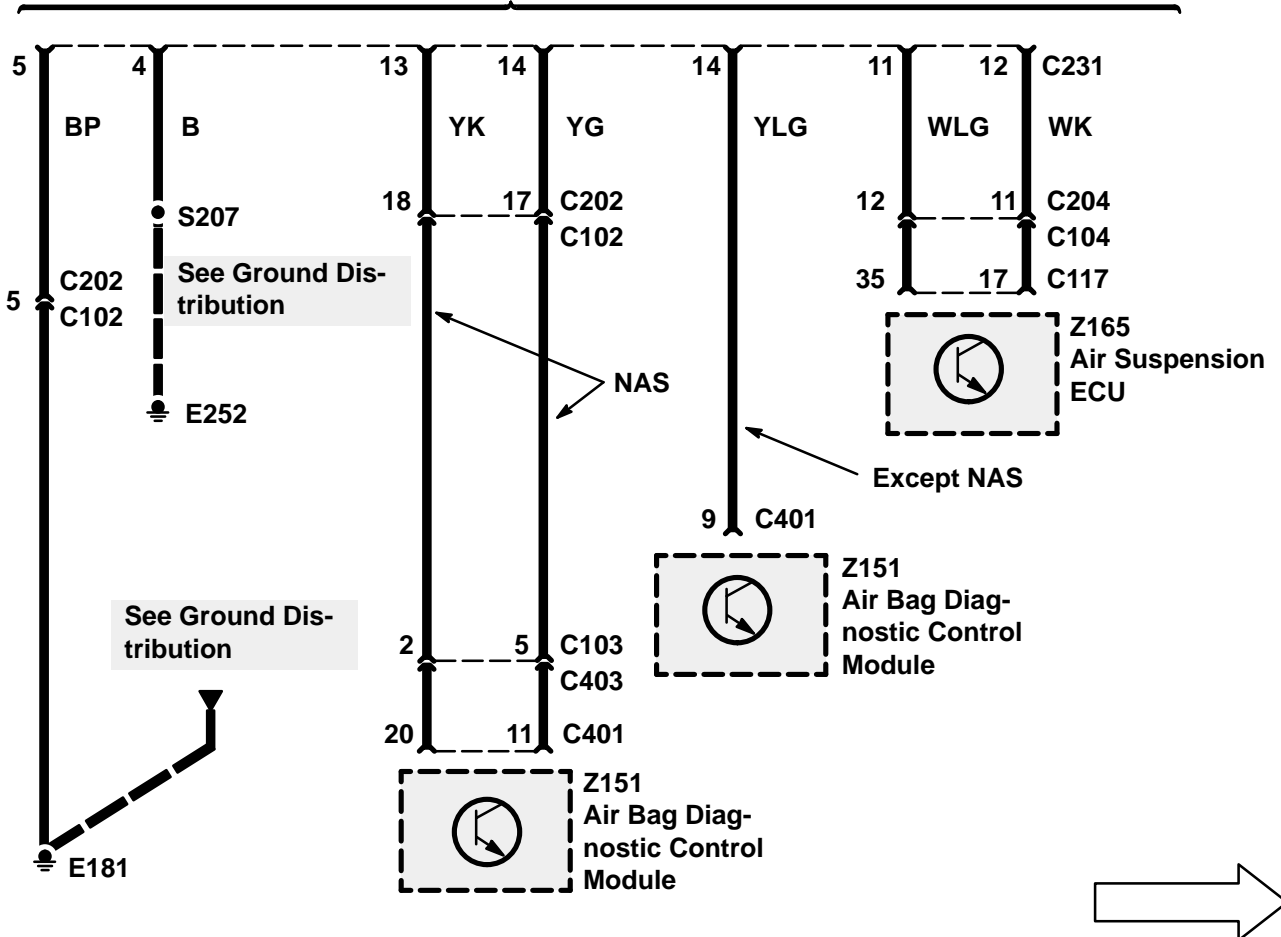 5 4 13 14 14 11 12 C231
BP B YK YG YLG WLG WK
18 17 C202 12 11 C204
S207
C102 C104
See Ground Dis-
tribution
C202
5
C102
35 17 C117
Z165
Air Suspension
ECU
NAS
E252
Except NAS
9 C401
Z151
Air Bag Diag-
nostic Control
Module
See Ground Dis-
tribution
2 5 C103
C403
20 11 C401
Z151
Air Bag Diag-
nostic Control
Module
E181